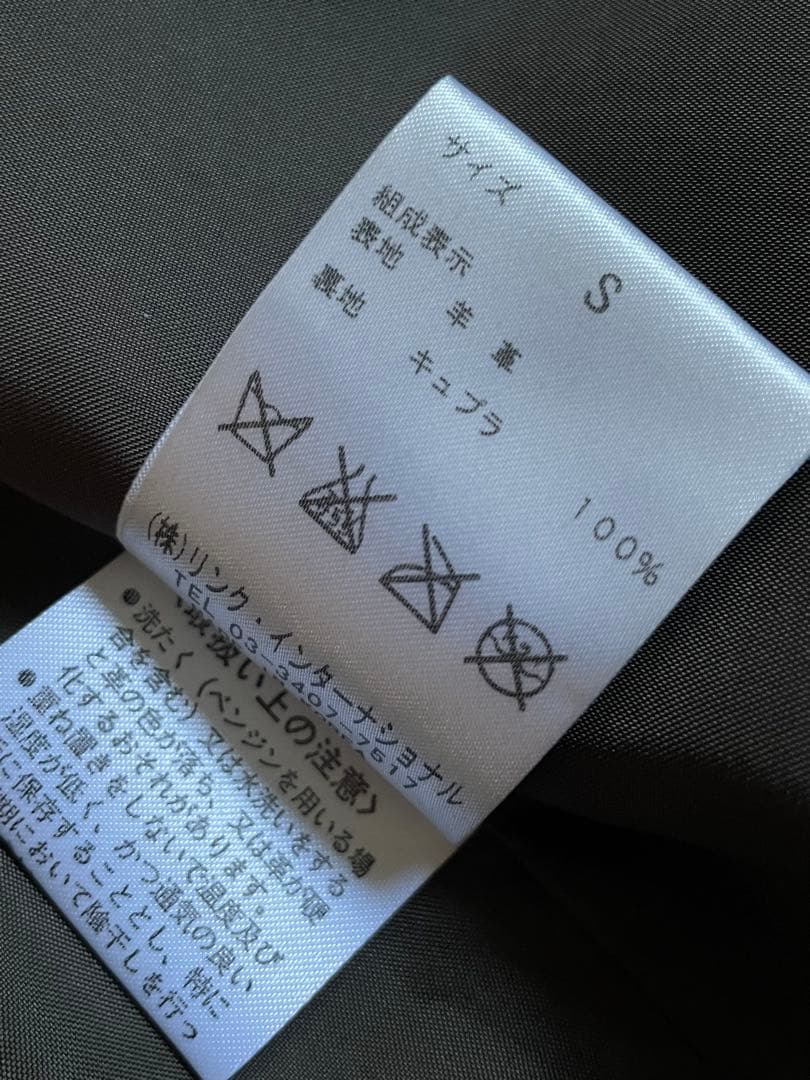 サイズ S
組成表示
表地 羊革
裏地 キュプラ 100%
(株)リンク・インターナショナル
TEL 03-3407-7517
取扱い上の注意〉
●洗たく(ベンジンを用いる場
合を含む)又は水洗いをする
と革の色が落ち、又は革が硬
化するおそれがあります。
●重ね置きをしないで温度及び
湿度が低く、かつ通気の良い
に保存することとし、特に
期において陰干しを行つ